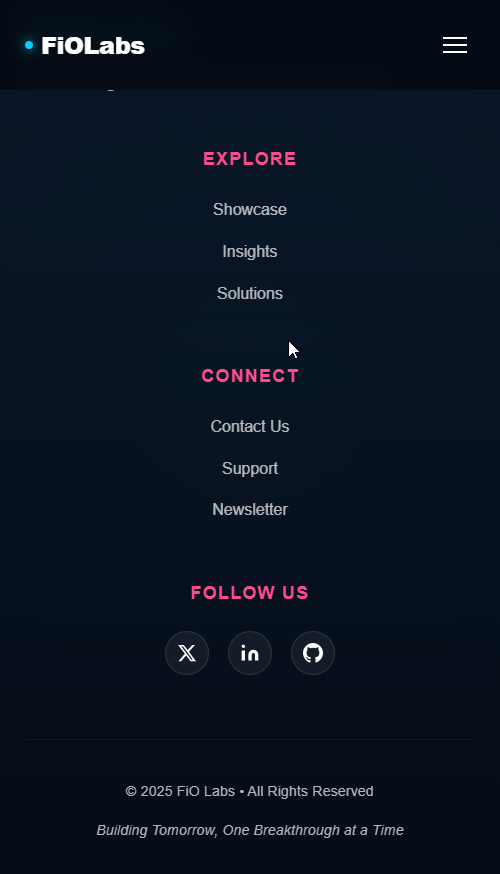 FiOLabs
EXPLORE
Showcase
Insights
Solutions
CONNECT
Contact Us
Support
Newsletter
FOLLOW US
© 2025 FiO Labs • All Rights Reserved
Building Tomorrow, One Breakthrough at a Time